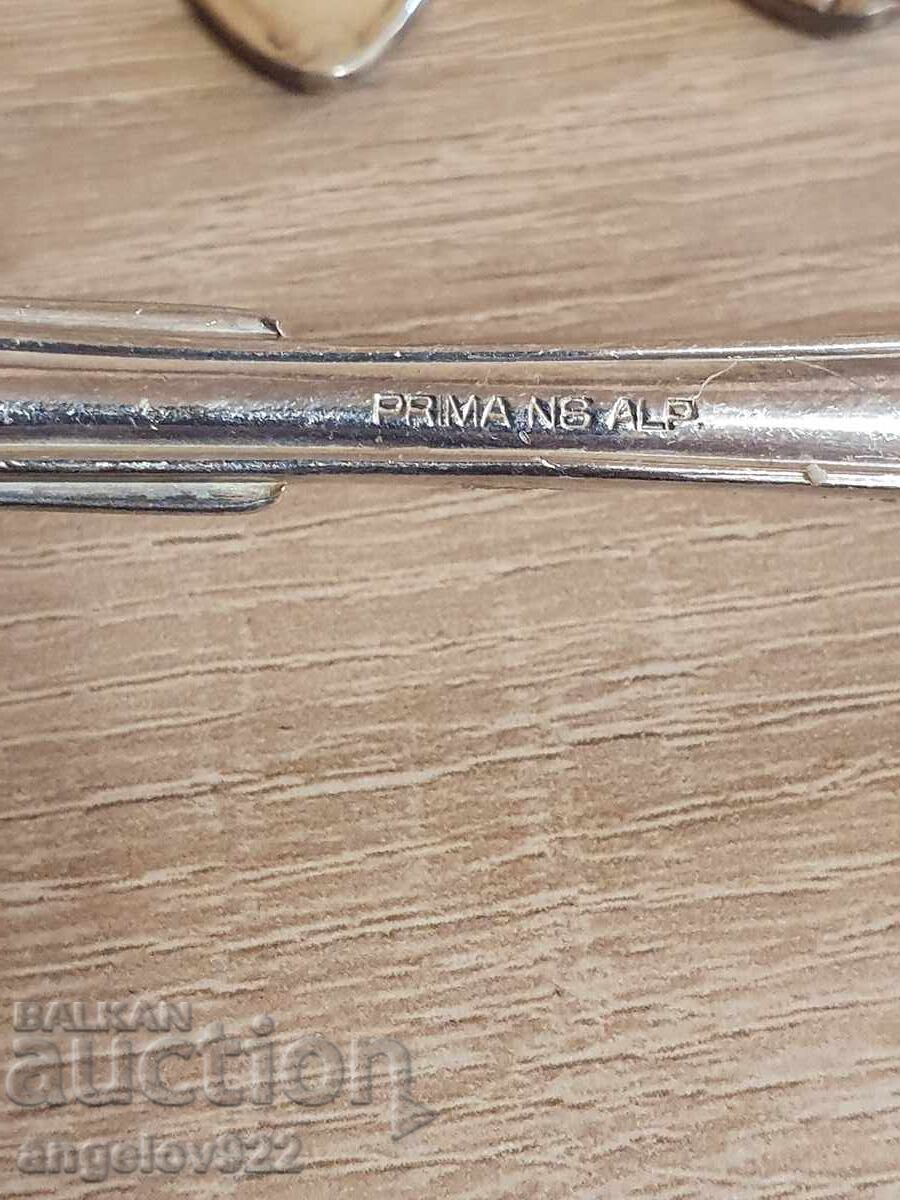 PRIMA NS ALP.
BALKAN
auction
angelov922